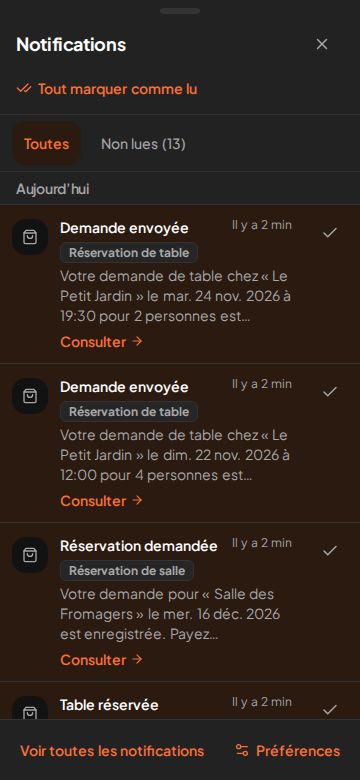 Notifications
Tout marquer comme lu
Toutes
Non lues (13)
Aujourd'hui
Demande envoyée
Il y a 2 min
Réservation de table
Votre demande de table chez « Le
Petit Jardin » le mar. 24 nov. 2026 à
19:30 pour 2 personnes est…
Consulter →
Demande envoyée
Il y a 2 min
Réservation de table
Votre demande de table chez « Le
Petit Jardin » le dim. 22 nov. 2026 à
12:00 pour 4 personnes est…
Consulter →
Réservation demandée
Il y a 2 min
Réservation de salle
Votre demande pour « Salle des
Fromagers » le mer. 16 déc. 2026
est enregistrée. Payez…
Consulter →
Table réservée
Il y a 2 min
Voir toutes les notifications
Préférences